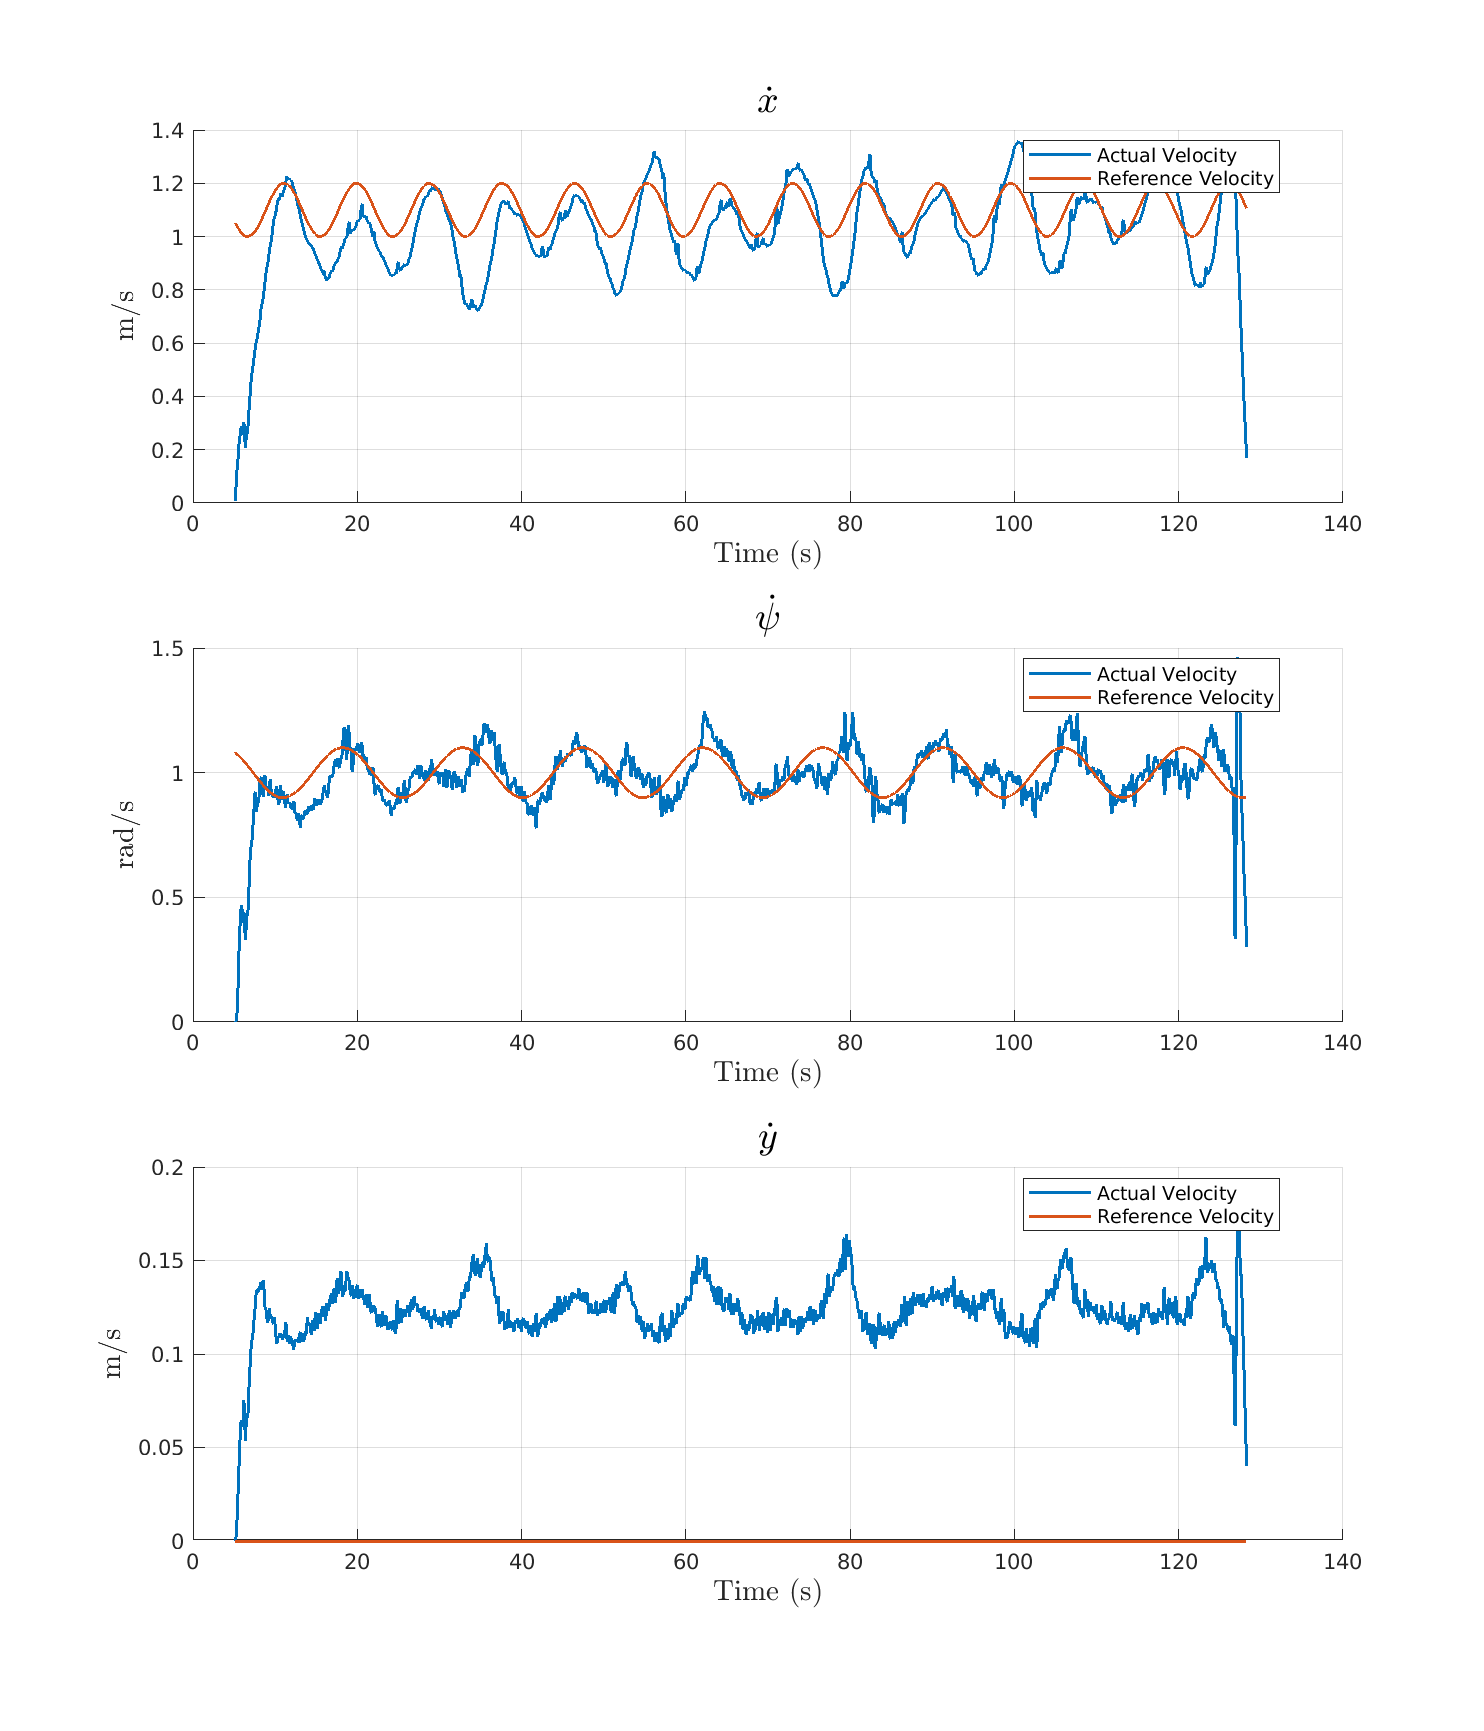 ẋ
m/s
1.4
1.2
1
0.8
0.6
0.4
0.2
0
0 20 40 60 80 100 120 140
Time (s)
Actual Velocity
Reference Velocity
ψ̇
rad/s
1.5
1
0.5
0
0 20 40 60 80 100 120 140
Time (s)
Actual Velocity
Reference Velocity
ẏ
m/s
0.2
0.15
0.1
0.05
0
0 20 40 60 80 100 120 140
Time (s)
Actual Velocity
Reference Velocity